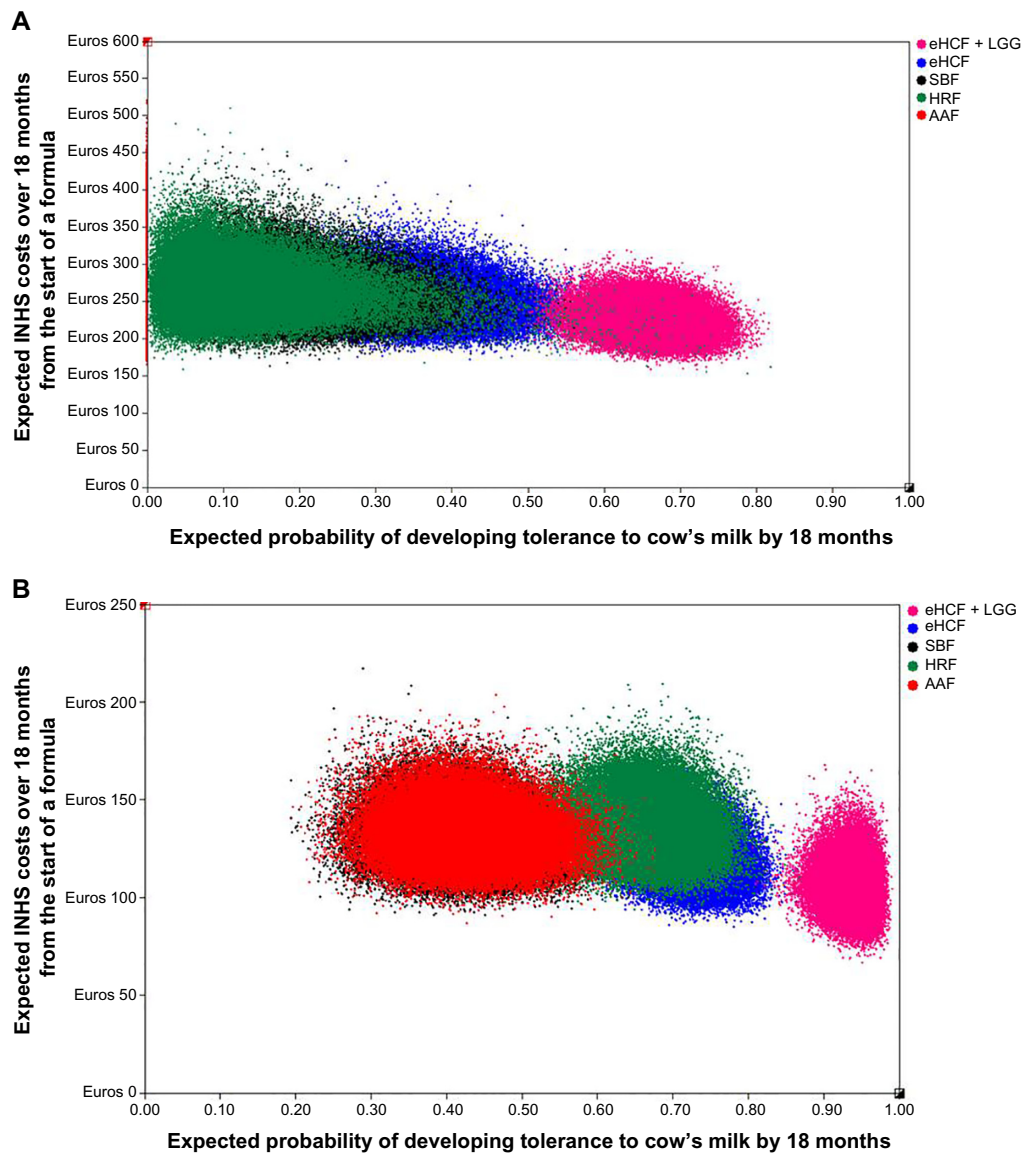 A
Expected INHS costs over 18 months
from the start of a formula
Euros 600
Euros 550
Euros 500
Euros 450
Euros 400
Euros 350
Euros 300
Euros 250
Euros 200
Euros 150
Euros 100
Euros 50
Euros 0
0.00 0.10 0.20 0.30 0.40 0.50 0.60 0.70 0.80 0.90 1.00
Expected probability of developing tolerance to cow’s milk by 18 months
eHCF + LGG
eHCF
SBF
HRF
AAF
B
Expected INHS costs over 18 months
from the start of a formula
Euros 250
Euros 200
Euros 150
Euros 100
Euros 50
Euros 0
0.00 0.10 0.20 0.30 0.40 0.50 0.60 0.70 0.80 0.90 1.00
Expected probability of developing tolerance to cow’s milk by 18 months
eHCF + LGG
eHCF
SBF
HRF
AAF